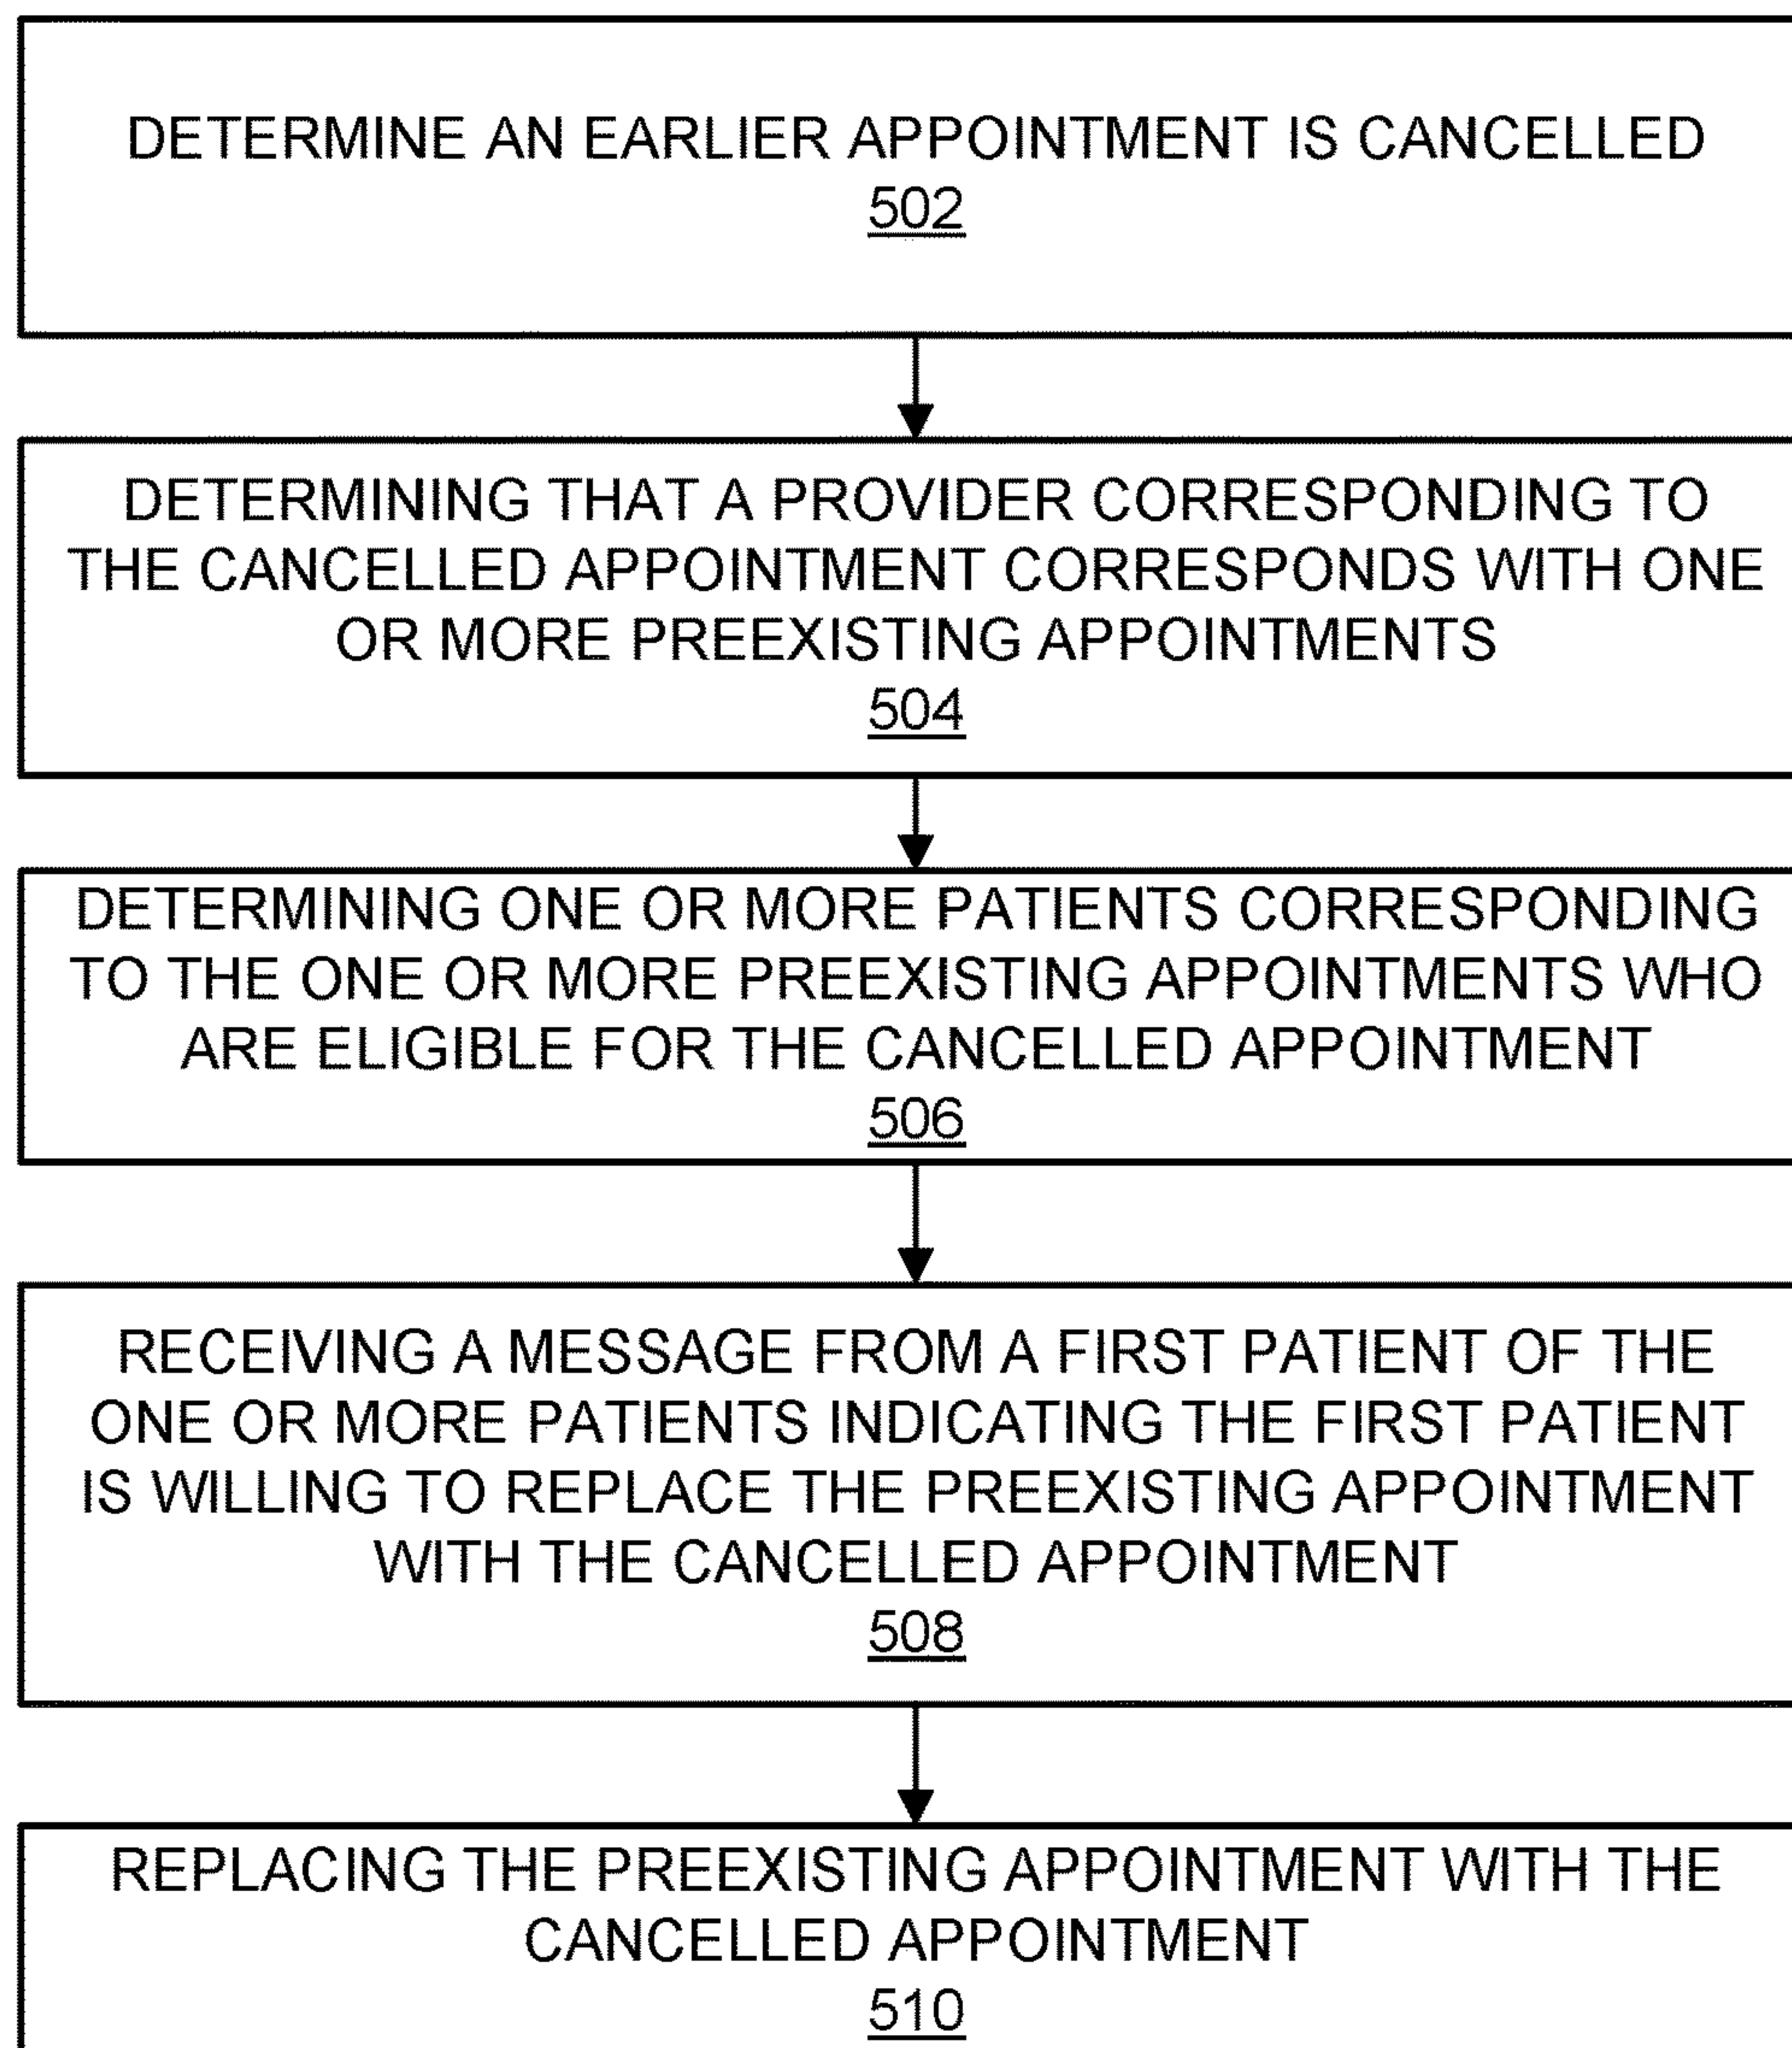 DETERMINE AN EARLIER APPOINTMENT IS CANCELLED
502
DETERMINING THAT A PROVIDER CORRESPONDING TO
THE CANCELLED APPOINTMENT CORRESPONDS WITH ONE
OR MORE PREEXISTING APPOINTMENTS
504
DETERMINING ONE OR MORE PATIENTS CORRESPONDING
TO THE ONE OR MORE PREEXISTING APPOINTMENTS WHO
ARE ELIGIBLE FOR THE CANCELLED APPOINTMENT
506
RECEIVING A MESSAGE FROM A FIRST PATIENT OF THE
ONE OR MORE PATIENTS INDICATING THE FIRST PATIENT
IS WILLING TO REPLACE THE PREEXISTING APPOINTMENT
WITH THE CANCELLED APPOINTMENT
508
REPLACING THE PREEXISTING APPOINTMENT WITH THE
CANCELLED APPOINTMENT
510